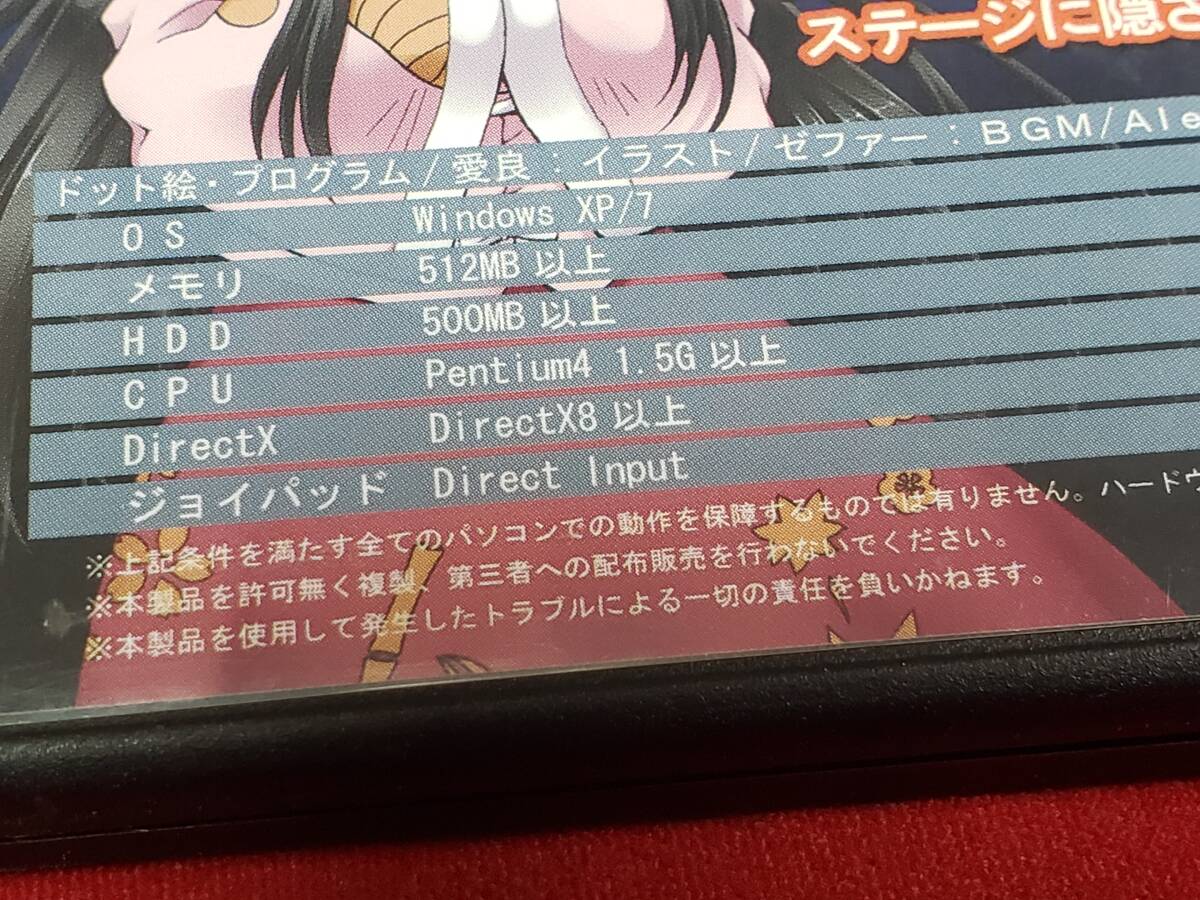 ステージに隠さ
ドット絵・プログラム/愛良:イラスト/ゼファー:BGM/Ale
OS Windows XP/7
メモリ 512MB 以上
HDD 500MB 以上
CPU Pentium4 1.5G 以上
DirectX DirectX8 以上
ジョイパッド Direct Input
※上記条件を満たす全てのパソコンでの動作を保障するものでは有りません。ハードウ
※本製品を許可無く複製、第三者への配布販売を行わないでください。
※本製品を使用して発生したトラブルによる一切の責任を負いかねます。